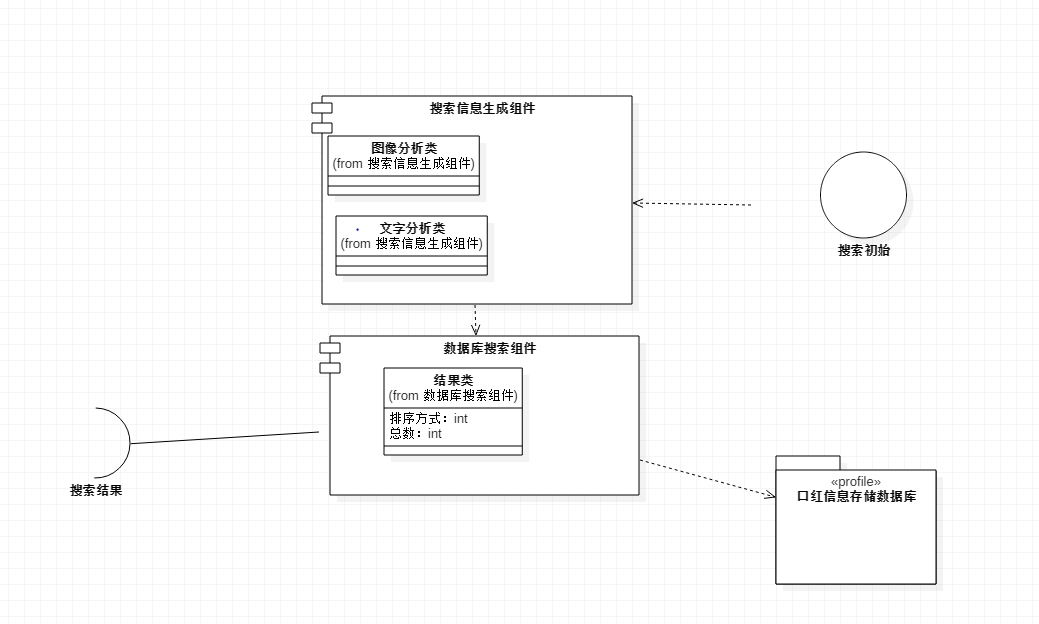 搜索信息生成组件
图像分析类
(from 搜索信息生成组件)
文字分析类
(from 搜索信息生成组件)
搜索初始
数据库搜索组件
结果类
(from 数据库搜索组件)
排序方式：int
总数：int
搜索结果
«profile»
口红信息存储数据库